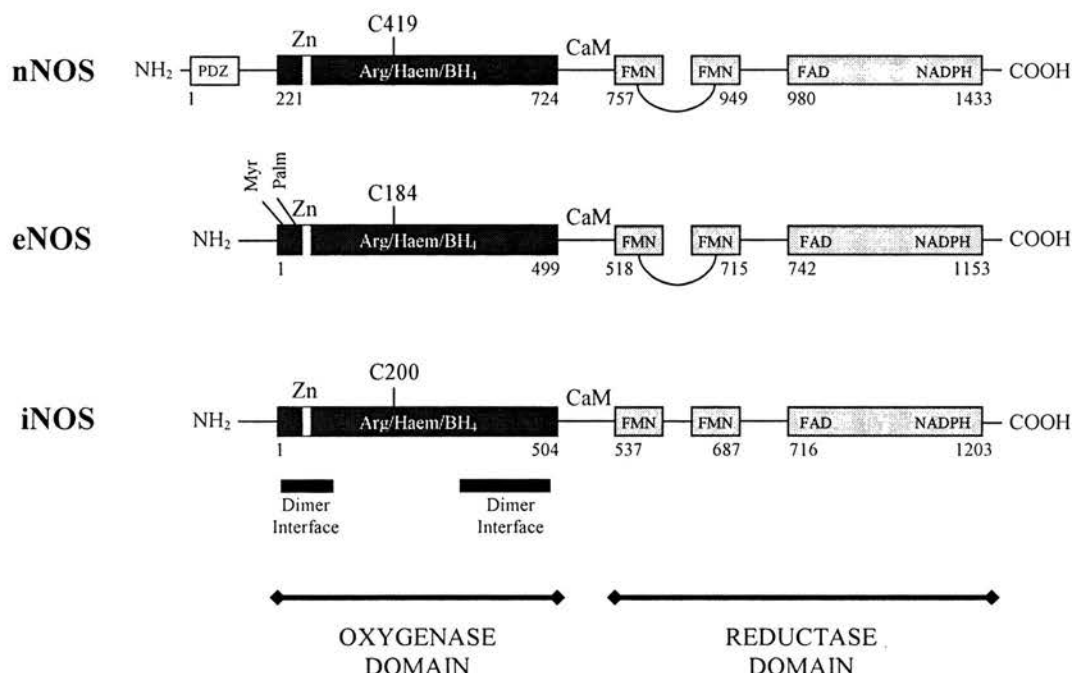 Zn C419 CaM
nNOS NH₂ PDZ Arg/Haem/BH₄ FMN FMN FAD NADPH COOH
1 221 724 757 949 980 1433
Myr Palm
Zn C184 CaM
eNOS NH₂ Arg/Haem/BH₄ FMN FMN FAD NADPH COOH
1 499 518 715 742 1153
Zn C200 CaM
iNOS NH₂ Arg/Haem/BH₄ FMN FMN FAD NADPH COOH
1 504 537 687 716 1203
Dimer Dimer
Interface Interface
OXYGENASE REDUCTASE
DOMAIN DOMAIN